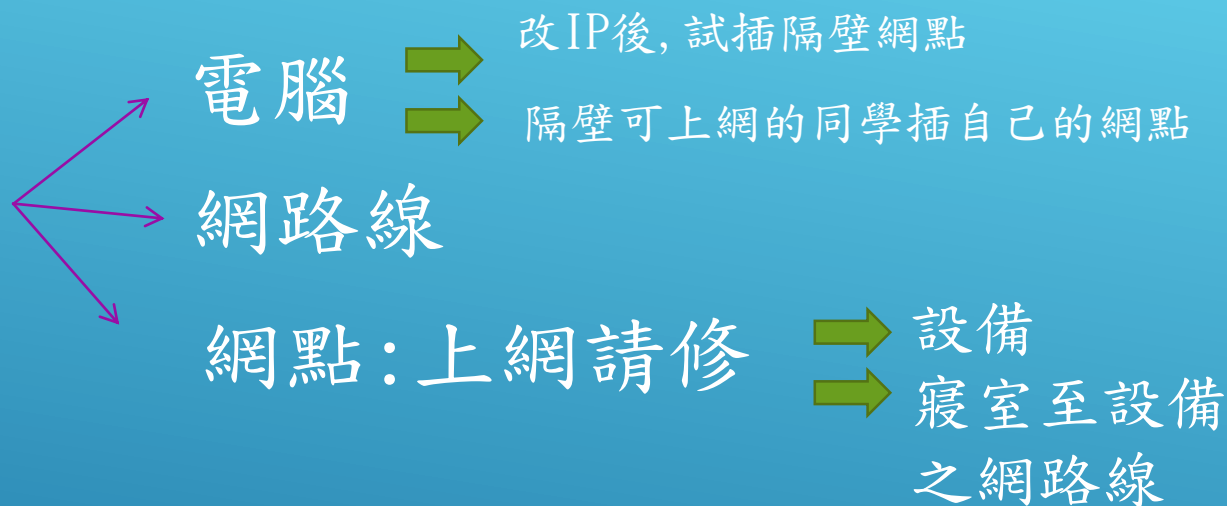 電腦
改IP後,試插隔壁網點
隔壁可上網的同學插自己的網點
網路線
網點:上網請修
設備
寢室至設備
之網路線